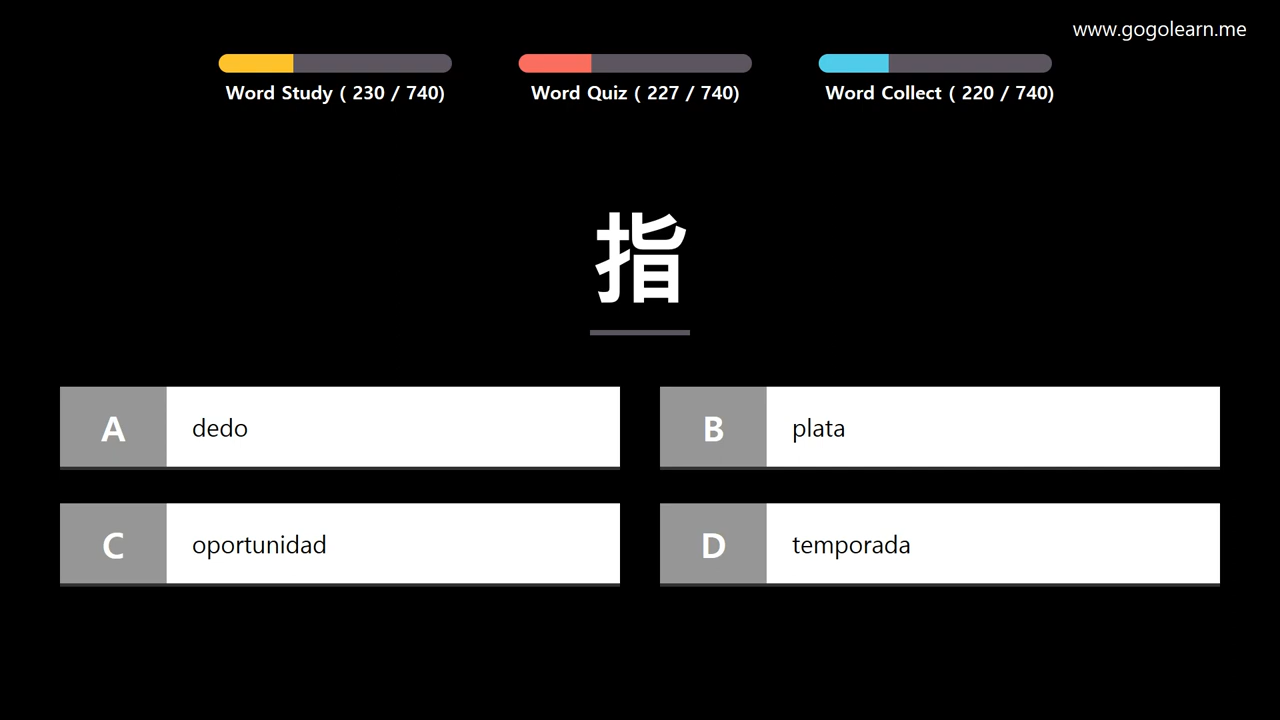 www.gogolearn.me
Word Study ( 230 / 740)
Word Quiz ( 227 / 740)
Word Collect ( 220 / 740)
指
A dedo
B plata
C oportunidad
D temporada